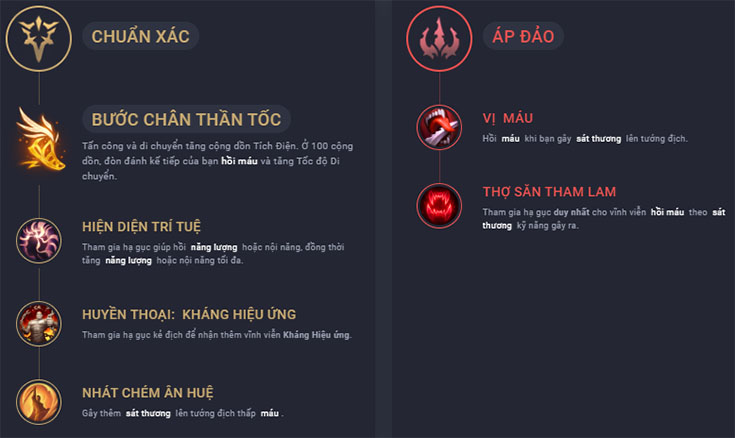 CHUẨN XÁC
BƯỚC CHÂN THẦN TỐC
Tấn công và di chuyển tăng cộng dồn Tích Điện. Ở 100 cộng
dồn, đòn đánh kế tiếp của bạn hồi máu và tăng Tốc độ Di
chuyển.
HIỆN DIỆN TRÍ TUỆ
Tham gia hạ gục giúp hồi năng lượng hoặc nội năng, đồng thời
tăng năng lượng hoặc nội năng tối đa.
HUYỀN THOẠI: KHÁNG HIỆU ỨNG
Tham gia hạ gục kẻ địch để nhận thêm vĩnh viễn Kháng Hiệu ứng.
NHÁT CHÉM ÂN HUỆ
Gây thêm sát thương lên tướng địch thấp máu .
ÁP ĐẢO
VỊ MÁU
Hồi máu khi bạn gây sát thương lên tướng địch.
THỢ SĂN THAM LAM
Tham gia hạ gục duy nhất cho vĩnh viễn hồi máu theo sát
thương kỹ năng gây ra.